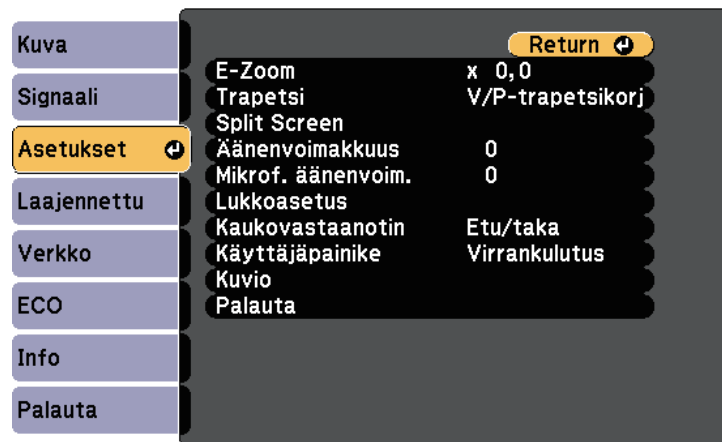 Kuva
Signaali
Asetukset
Laajennettu
Verkko
ECO
Info
Palauta
Return
E-Zoom x 0,0
Trapetsi V/P-trapetsikorj
Split Screen
Äänenvoimakkuus 0
Mikrof. äänenvoim. 0
Lukkoasetus
Kaukovastaanotin Etu/taka
Käyttäjäpainike Virrankulutus
Kuvio
Palauta